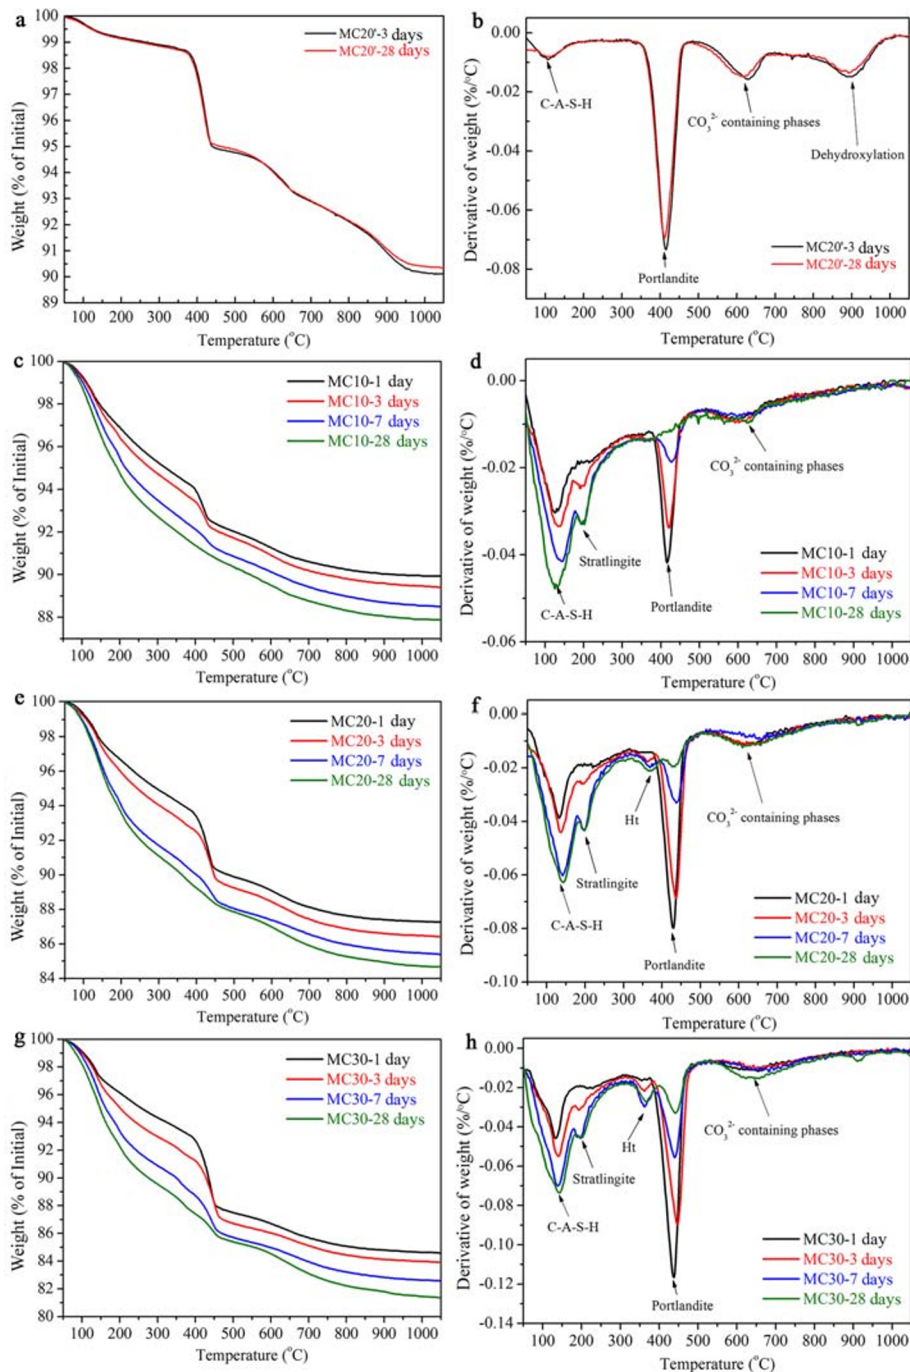 a
Weight (% of Initial)
100
99
98
97
96
95
94
93
92
91
90
89
MC20'-3 days
MC20'-28 days
100 200 300 400 500 600 700 800 900 1000
Temperature (°C)
b
Derivative of weight (%/°C)
0.00
-0.02
-0.04
-0.06
-0.08
C-A-S-H
CO₃²⁻ containing phases
Dehydroxylation
Portlandite
MC20'-3 days
MC20'-28 days
100 200 300 400 500 600 700 800 900 1000
Temperature (°C)
c
Weight (% of Initial)
100
98
96
94
92
90
88
MC10-1 day
MC10-3 days
MC10-7 days
MC10-28 days
100 200 300 400 500 600 700 800 900 1000
Temperature (°C)
d
Derivative of weight (%/°C)
0.00
-0.02
-0.04
-0.06
CO₃²⁻ containing phases
Stratlingite
C-A-S-H
Portlandite
MC10-1 day
MC10-3 days
MC10-7 days
MC10-28 days
100 200 300 400 500 600 700 800 900 1000
Temperature (°C)
e
Weight (% of Initial)
100
98
96
94
92
90
88
86
84
MC20-1 day
MC20-3 days
MC20-7 days
MC20-28 days
100 200 300 400 500 600 700 800 900 1000
Temperature (°C)
f
Derivative of weight (%/°C)
0.00
-0.02
-0.04
-0.06
-0.08
-0.10
Ht
CO₃²⁻ containing phases
Stratlingite
C-A-S-H
Portlandite
MC20-1 day
MC20-3 days
MC20-7 days
MC20-28 days
100 200 300 400 500 600 700 800 900 1000
Temperature (°C)
g
Weight (% of Initial)
100
98
96
94
92
90
88
86
84
82
80
MC30-1 day
MC30-3 days
MC30-7 days
MC30-28 days
100 200 300 400 500 600 700 800 900 1000
Temperature (°C)
h
Derivative of weight (%/°C)
0.00
-0.02
-0.04
-0.06
-0.08
-0.10
-0.12
-0.14
Ht
CO₃²⁻ containing phases
Stratlingite
C-A-S-H
Portlandite
MC30-1 day
MC30-3 days
MC30-7 days
MC30-28 days
100 200 300 400 500 600 700 800 900 1000
Temperature (°C)